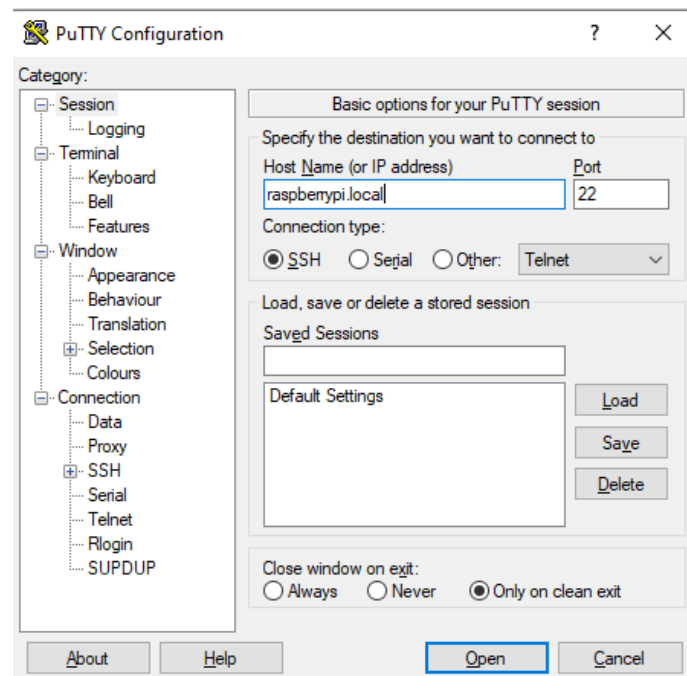 PuTTY Configuration ? ×
Category:
Session
Logging
Terminal
Keyboard
Bell
Features
Window
Appearance
Behaviour
Translation
Selection
Colours
Connection
Data
Proxy
SSH
Serial
Telnet
Rlogin
SUPDUP
Basic options for your PuTTY session
Specify the destination you want to connect to
Host Name (or IP address) Port
raspberrypi.local 22
Connection type:
SSH Serial Other: Telnet
Load, save or delete a stored session
Saved Sessions
Default Settings
Load
Save
Delete
Close window on exit:
Always Never Only on clean exit
About Help Open Cancel